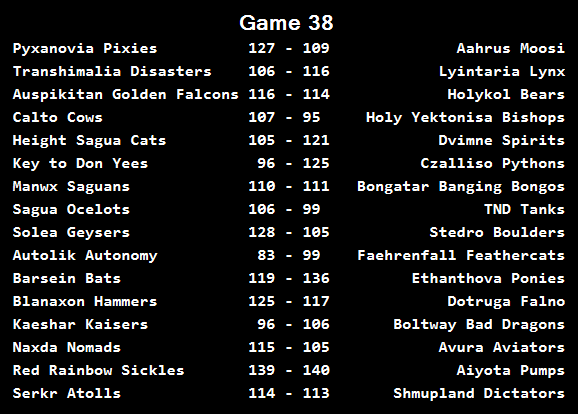 Game 38
Pyxanovia Pixies 127 - 109 Aahrus Moosi
Transhimalia Disasters 106 - 116 Lyintaria Lynx
Auspikitan Golden Falcons 116 - 114 Holykol Bears
Calto Cows 107 - 95 Holy Yektonisa Bishops
Height Sagua Cats 105 - 121 Dvimne Spirits
Key to Don Yees 96 - 125 Czalliso Pythons
Manwx Saguans 110 - 111 Bongatar Banging Bongos
Sagua Ocelots 106 - 99 TND Tanks
Solea Geysers 128 - 105 Stedro Boulders
Autolik Autonomy 83 - 99 Faehrenfall Feathercats
Barsein Bats 119 - 136 Ethanthova Ponies
Blanaxon Hammers 125 - 117 Dotruga Falno
Kaeshar Kaisers 96 - 106 Boltway Bad Dragons
Naxda Nomads 115 - 105 Avura Aviators
Red Rainbow Sickles 139 - 140 Aiyota Pumps
Serkr Atolls 114 - 113 Shmupland Dictators